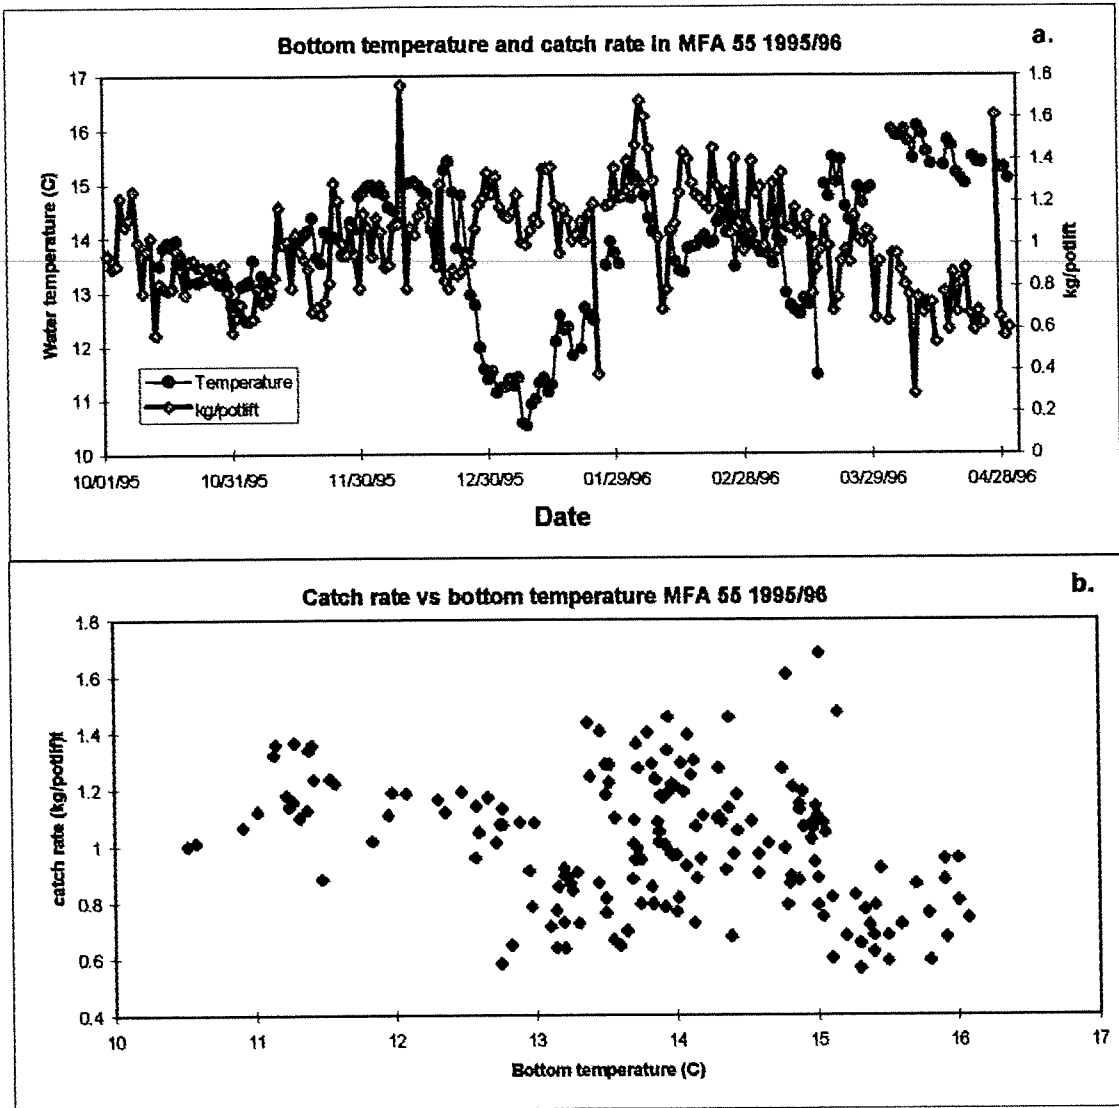 a.
Bottom temperature and catch rate in MFA 55 1995/96
17
16
15
14
13
12
11
10
Water temperature (C)
1.8
1.6
1.4
1.2
1
0.8
0.6
0.4
0.2
0
kg/potlift
Temperature
kg/potlift
10/01/95 10/31/95 11/30/95 12/30/95 01/29/96 02/28/96 03/29/96 04/28/96
Date
b.
Catch rate vs bottom temperature MFA 55 1995/96
1.8
1.6
1.4
1.2
1
0.8
0.6
0.4
catch rate (kg/potlif)t
10 11 12 13 14 15 16 17
Bottom temperature (C)